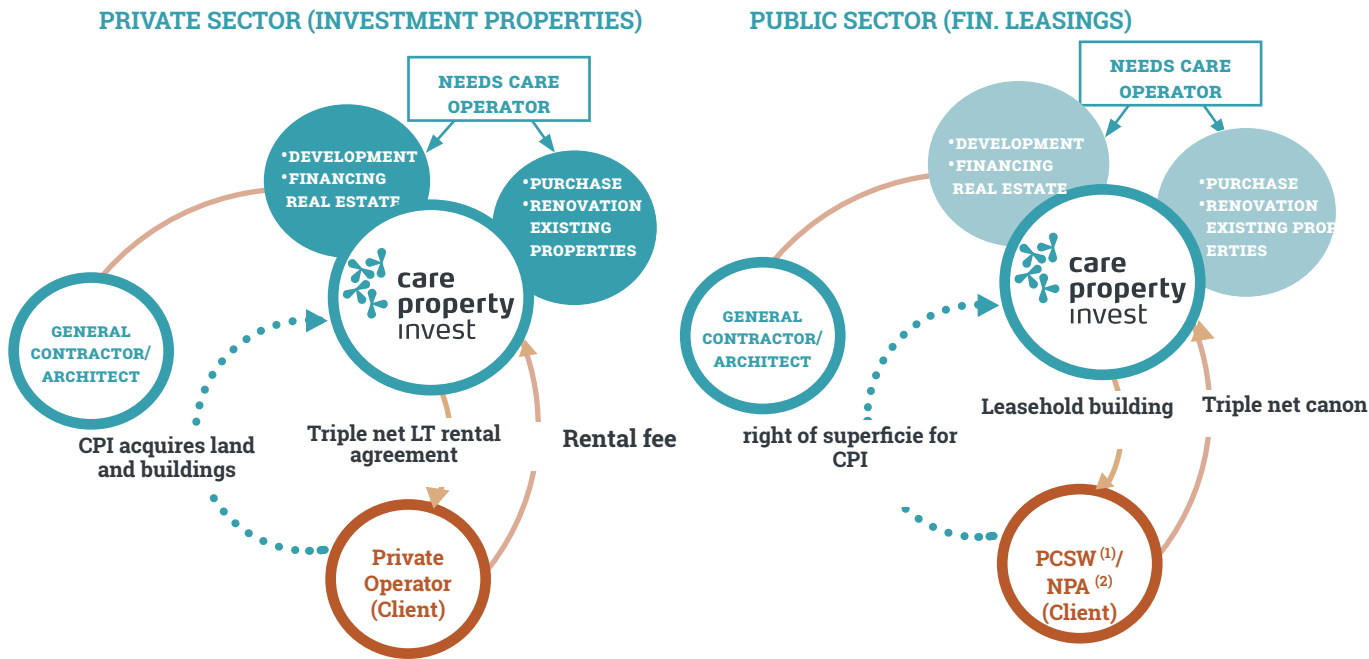 PRIVATE SECTOR (INVESTMENT PROPERTIES)
NEEDS CARE
OPERATOR
•DEVELOPMENT
•FINANCING
REAL ESTATE
•PURCHASE
•RENOVATION
EXISTING
PROPERTIES
care
property
invest
GENERAL
CONTRACTOR/
ARCHITECT
CPI acquires land
and buildings
Triple net LT rental
agreement
Rental fee
Private
Operator
(Client)
PUBLIC SECTOR (FIN. LEASINGS)
NEEDS CARE
OPERATOR
•DEVELOPMENT
•FINANCING
REAL ESTATE
•PURCHASE
•RENOVATION
EXISTING PROP
ERTIES
care
property
invest
GENERAL
CONTRACTOR/
ARCHITECT
right of superficie for
CPI
Leasehold building
Triple net canon
PCSW (1)/
NPA (2)
(Client)